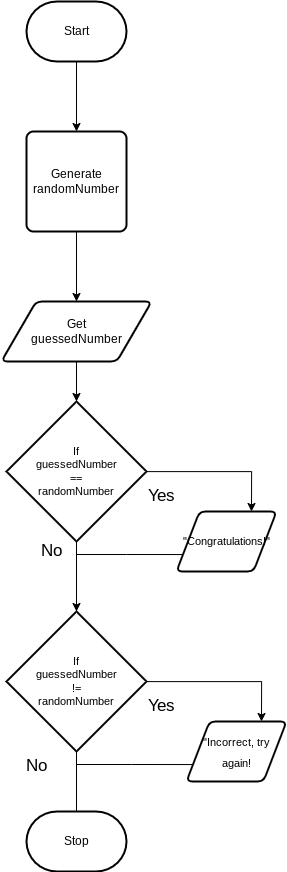 Start
Generate
randomNumber
Get
guessedNumber
If
guessedNumber
==
randomNumber
Yes
"Congratulations!"
No
If
guessedNumber
!=
randomNumber
Yes
"Incorrect, try
again!
No
Stop